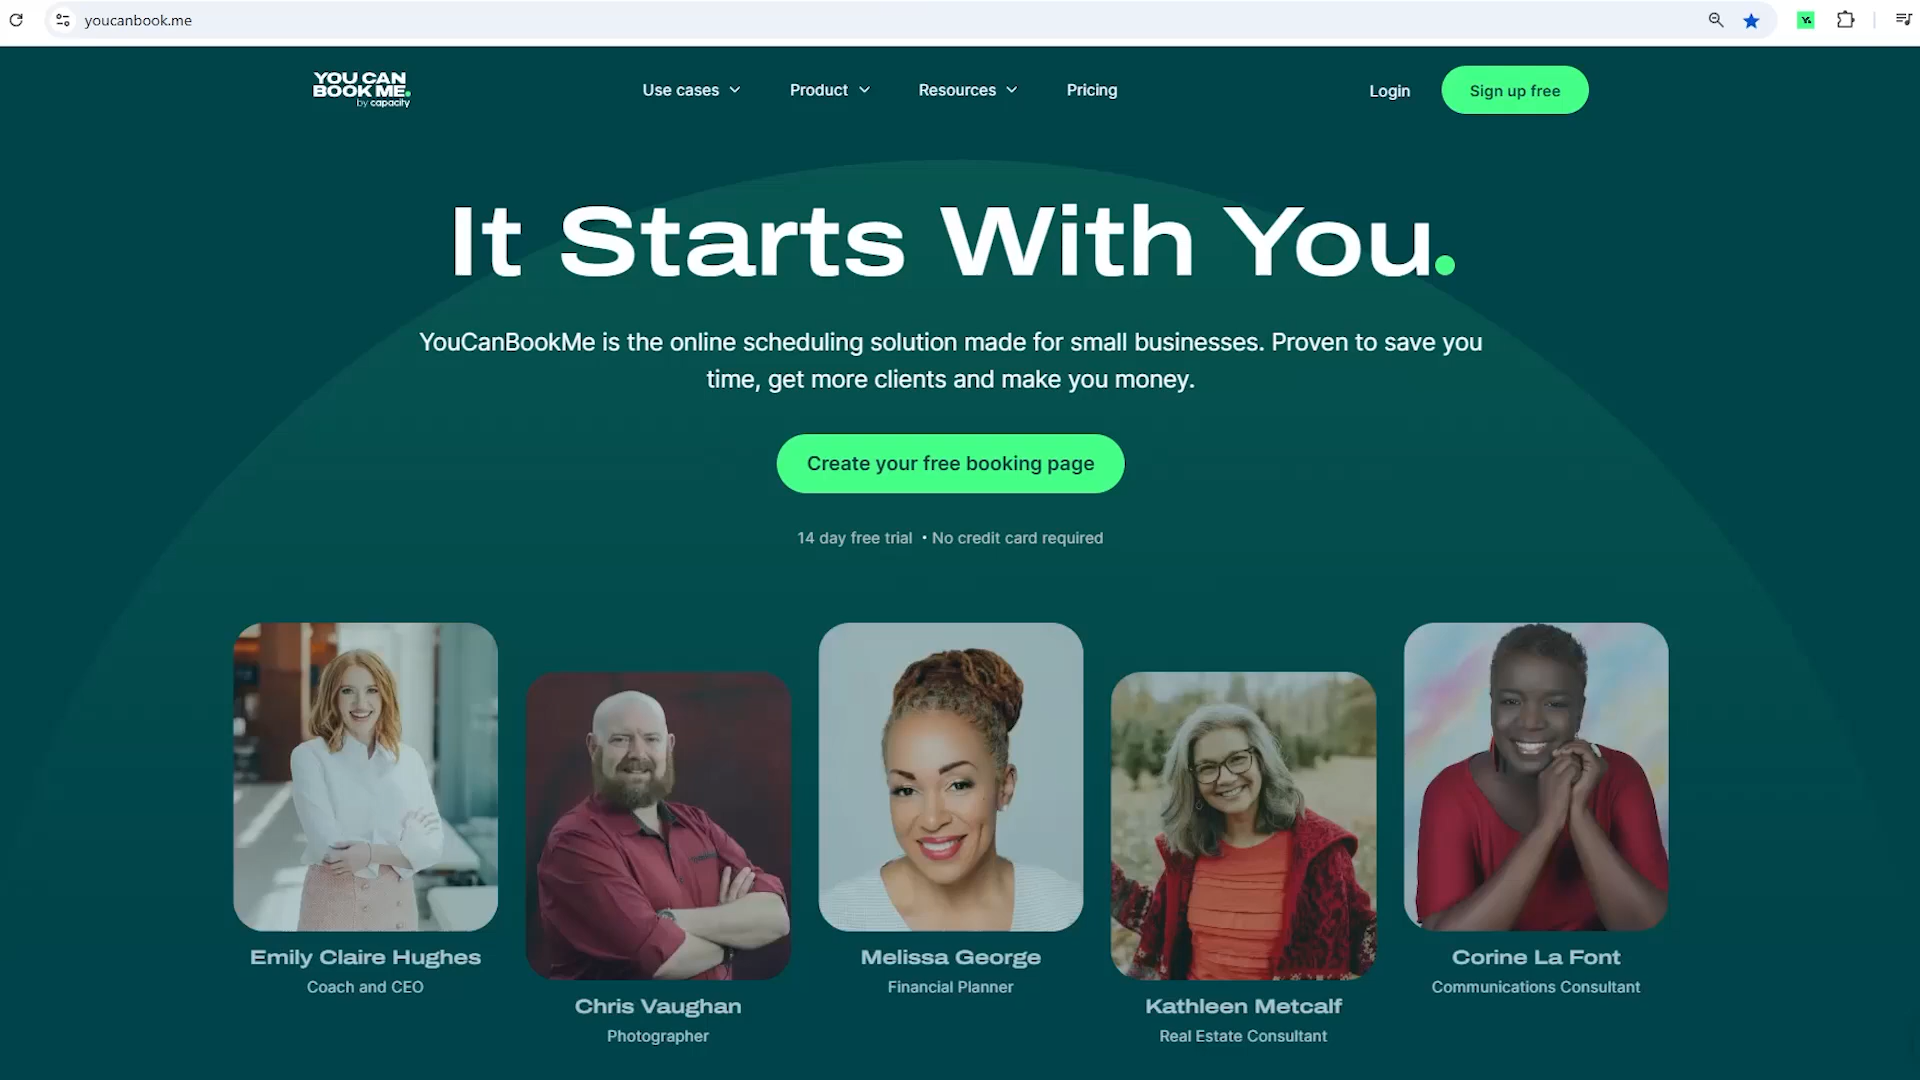 youcanbook.me
YOU CAN
BOOK ME.
by capacity
Use cases
Product
Resources
Pricing
Login
Sign up free
It Starts With You.
YouCanBookMe is the online scheduling solution made for small businesses. Proven to save you
time, get more clients and make you money.
Create your free booking page
14 day free trial • No credit card required
Emily Claire Hughes
Coach and CEO
Chris Vaughan
Photographer
Melissa George
Financial Planner
Kathleen Metcalf
Real Estate Consultant
Corine La Font
Communications Consultant